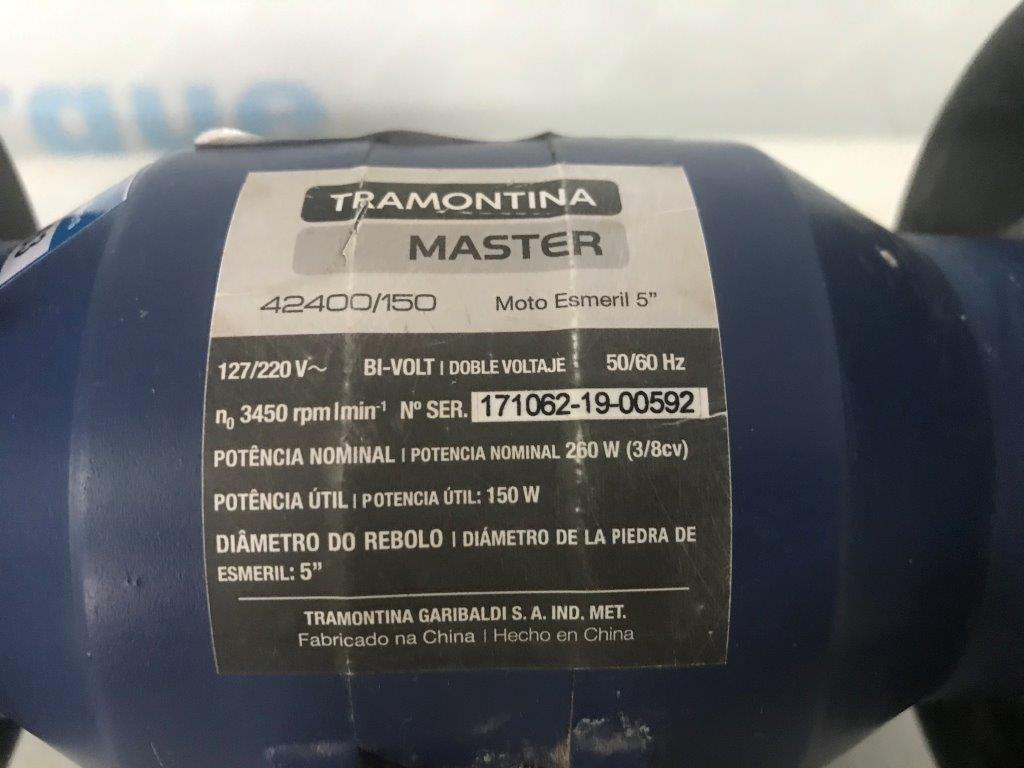 TRAMONTINA
MASTER
42400/150 Moto Esmeril 5”
127/220 V~ BI-VOLT | DOBLE VOLTAJE 50/60 Hz
n₀ 3450 rpm|min⁻¹ Nº SER. 171062-19-00592
POTÊNCIA NOMINAL | POTENCIA NOMINAL 260 W (3/8cv)
POTÊNCIA ÚTIL | POTENCIA ÚTIL: 150 W
DIÂMETRO DO REBOLO | DIÁMETRO DE LA PIEDRA DE
ESMERIL: 5”
TRAMONTINA GARIBALDI S. A. IND. MET.
Fabricado na China | Hecho en China